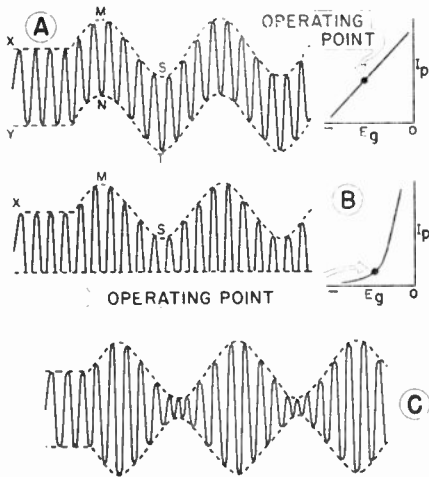 A
M
OPERATING
POINT
X
S
N
Y
T
Ip
- Eg 0
X
M
S
B
Ip
- Eg 0
OPERATING POINT
C